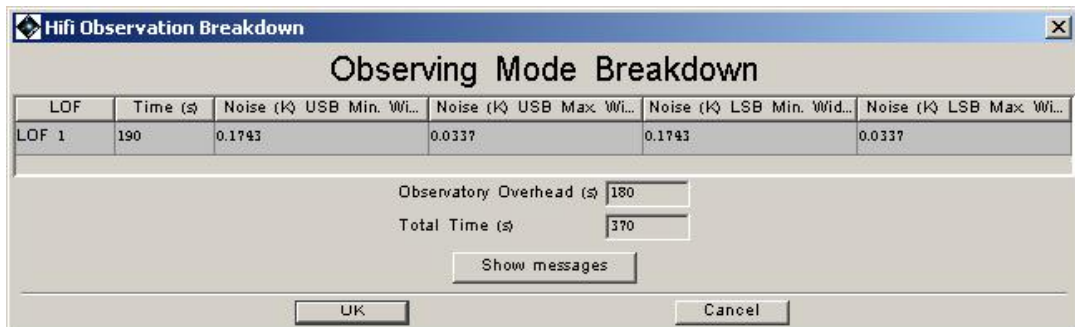 Hifi Observation Breakdown
Observing Mode Breakdown
LOF Time (s) Noise (K) USB Min. Wi... Noise (K) USB Max. Wi... Noise (K) LSB Min. Wid... Noise (K) LSB Max. Wi...
LOF 1 190 0.1743 0.0337 0.1743 0.0337
Observatory Overhead (s) 180
Total Time (s) 370
Show messages
UK Cancel